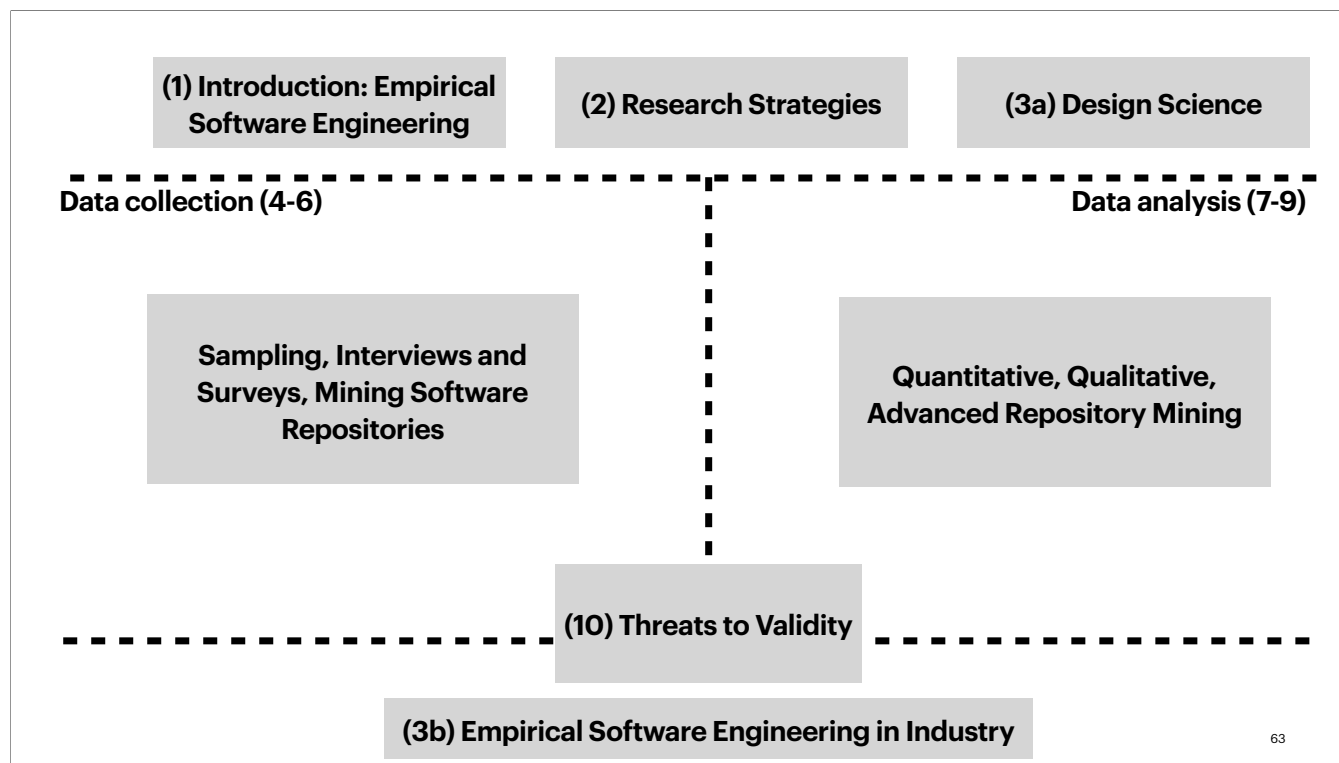 (1) Introduction: Empirical
Software Engineering
(2) Research Strategies
(3a) Design Science
Data collection (4-6)
Data analysis (7-9)
Sampling, Interviews and
Surveys, Mining Software
Repositories
Quantitative, Qualitative,
Advanced Repository Mining
(10) Threats to Validity
(3b) Empirical Software Engineering in Industry
63